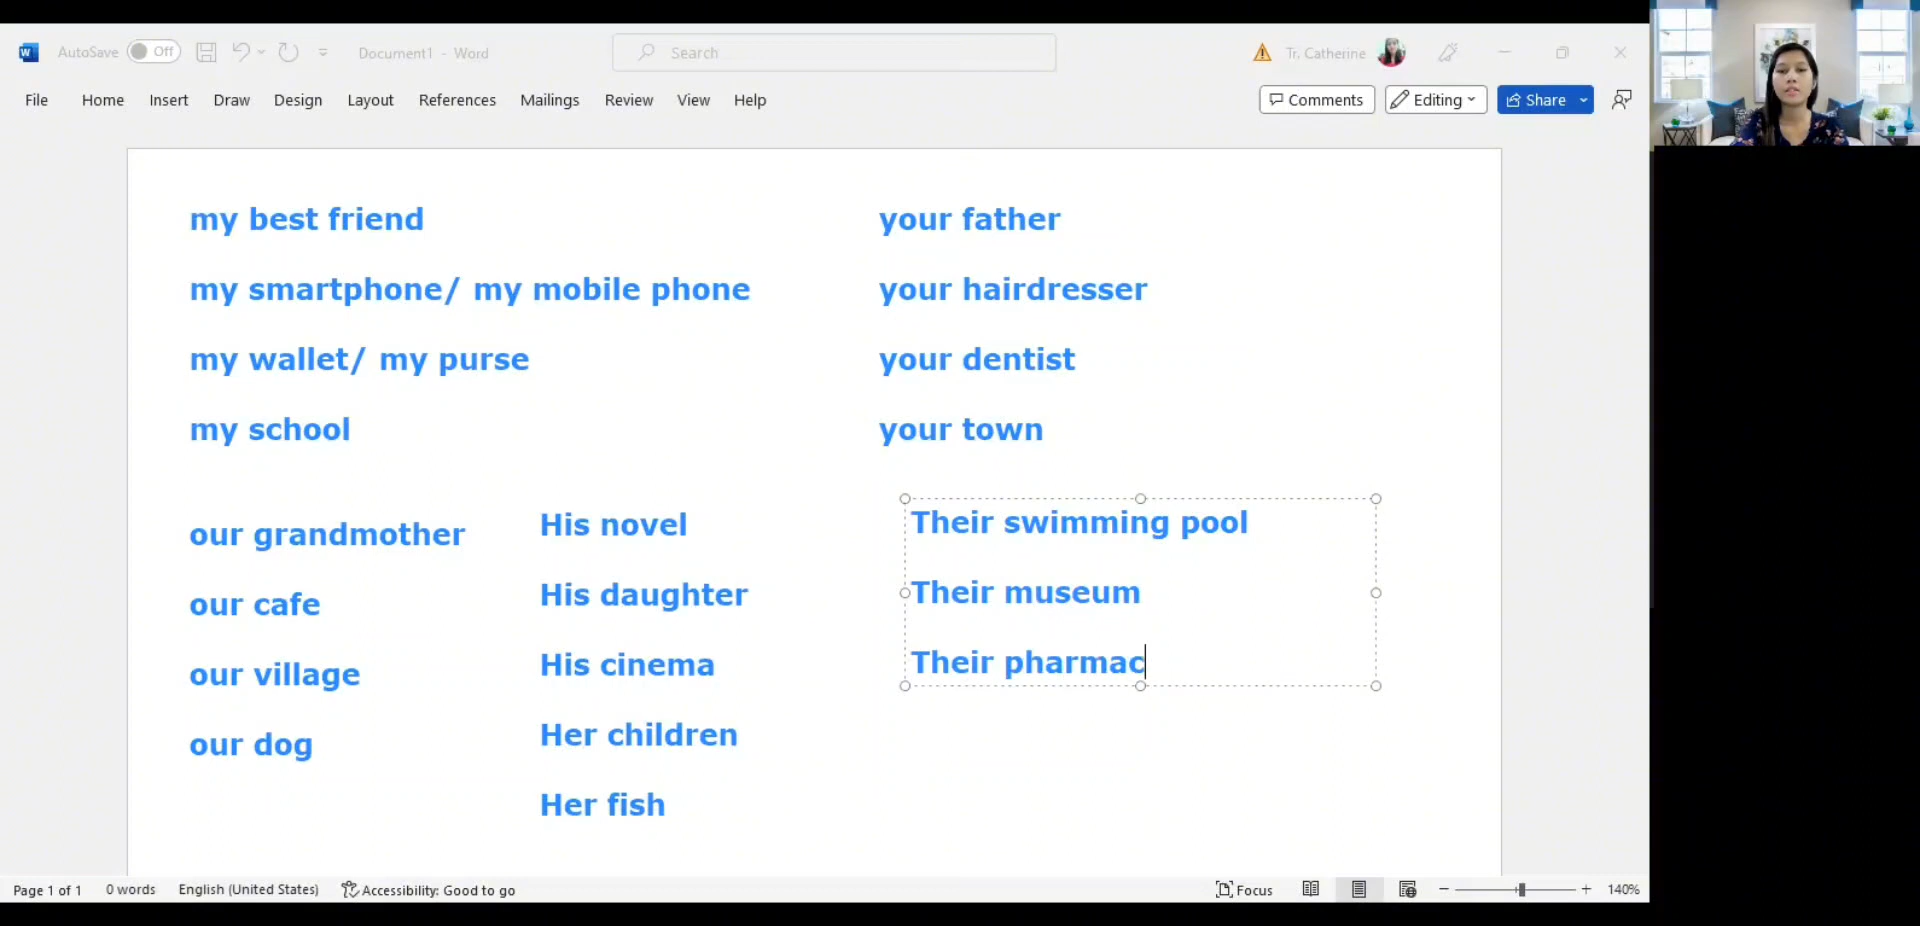 AutoSave Off Document1 - Word Search Tr. Catherine
File Home Insert Draw Design Layout References Mailings Review View Help Comments Editing Share
my best friend
my smartphone/ my mobile phone
my wallet/ my purse
my school
your father
your hairdresser
your dentist
your town
our grandmother
our cafe
our village
our dog
His novel
His daughter
His cinema
Her children
Her fish
Their swimming pool
Their museum
Their pharmac
Page 1 of 1 0 words English (United States) Accessibility: Good to go Focus 140%